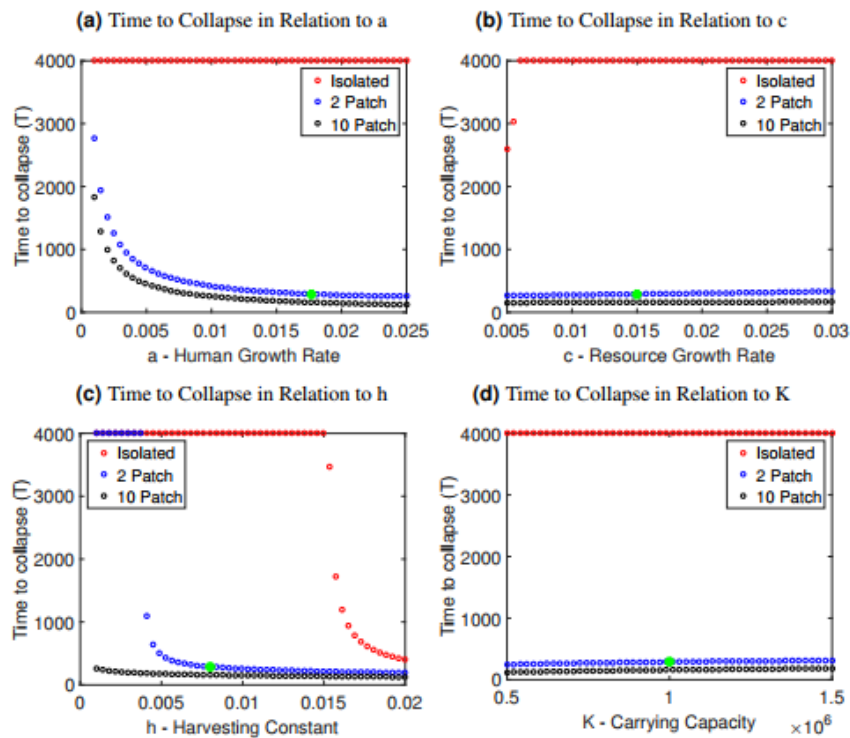 (a) Time to Collapse in Relation to a
4000
3000
2000
1000
0
Time to collapse (T)
Isolated
2 Patch
10 Patch
0 0.005 0.01 0.015 0.02 0.025
a - Human Growth Rate
(b) Time to Collapse in Relation to c
4000
3000
2000
1000
0
Time to collapse (T)
Isolated
2 Patch
10 Patch
0.005 0.01 0.015 0.02 0.025 0.03
c - Resource Growth Rate
(c) Time to Collapse in Relation to h
4000
3000
2000
1000
0
Time to collapse (T)
Isolated
2 Patch
10 Patch
0 0.005 0.01 0.015 0.02
h - Harvesting Constant
(d) Time to Collapse in Relation to K
4000
3000
2000
1000
0
Time to collapse (T)
Isolated
2 Patch
10 Patch
0.5 1 1.5
K - Carrying Capacity ×10⁶